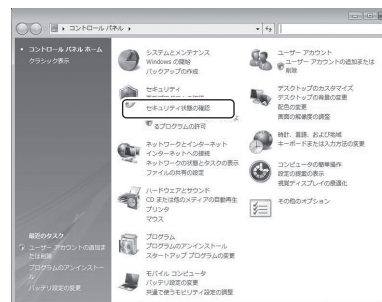 コントロール パネル
コントロール パネル ホーム
クラシック表示
最近のタスク
ユーザー アカウントの追加または削除
プログラムのアンインストール
バッテリ設定の変更
システムとメンテナンス
Windows の開始
バックアップの作成
セキュリティ
セキュリティ状態の確認
るプログラムの許可
ネットワークとインターネット
インターネットへの接続
ネットワークの状態とタスクの表示
ファイルの共有の設定
ハードウェアとサウンド
CD または他のメディアの自動再生
プリンタ
マウス
プログラム
プログラムのアンインストール
スタートアップ プログラムの変更
モバイル コンピュータ
バッテリ設定の変更
共通で使うモビリティ設定の調整
ユーザー アカウント
ユーザー アカウントの追加または
削除
デスクトップのカスタマイズ
デスクトップの背景の変更
配色の変更
画面の解像度の調整
時計、言語、および地域
キーボードまたは入力方法の変更
コンピュータの簡単操作
設定の提案の表示
視覚ディスプレイの最適化
その他のオプション